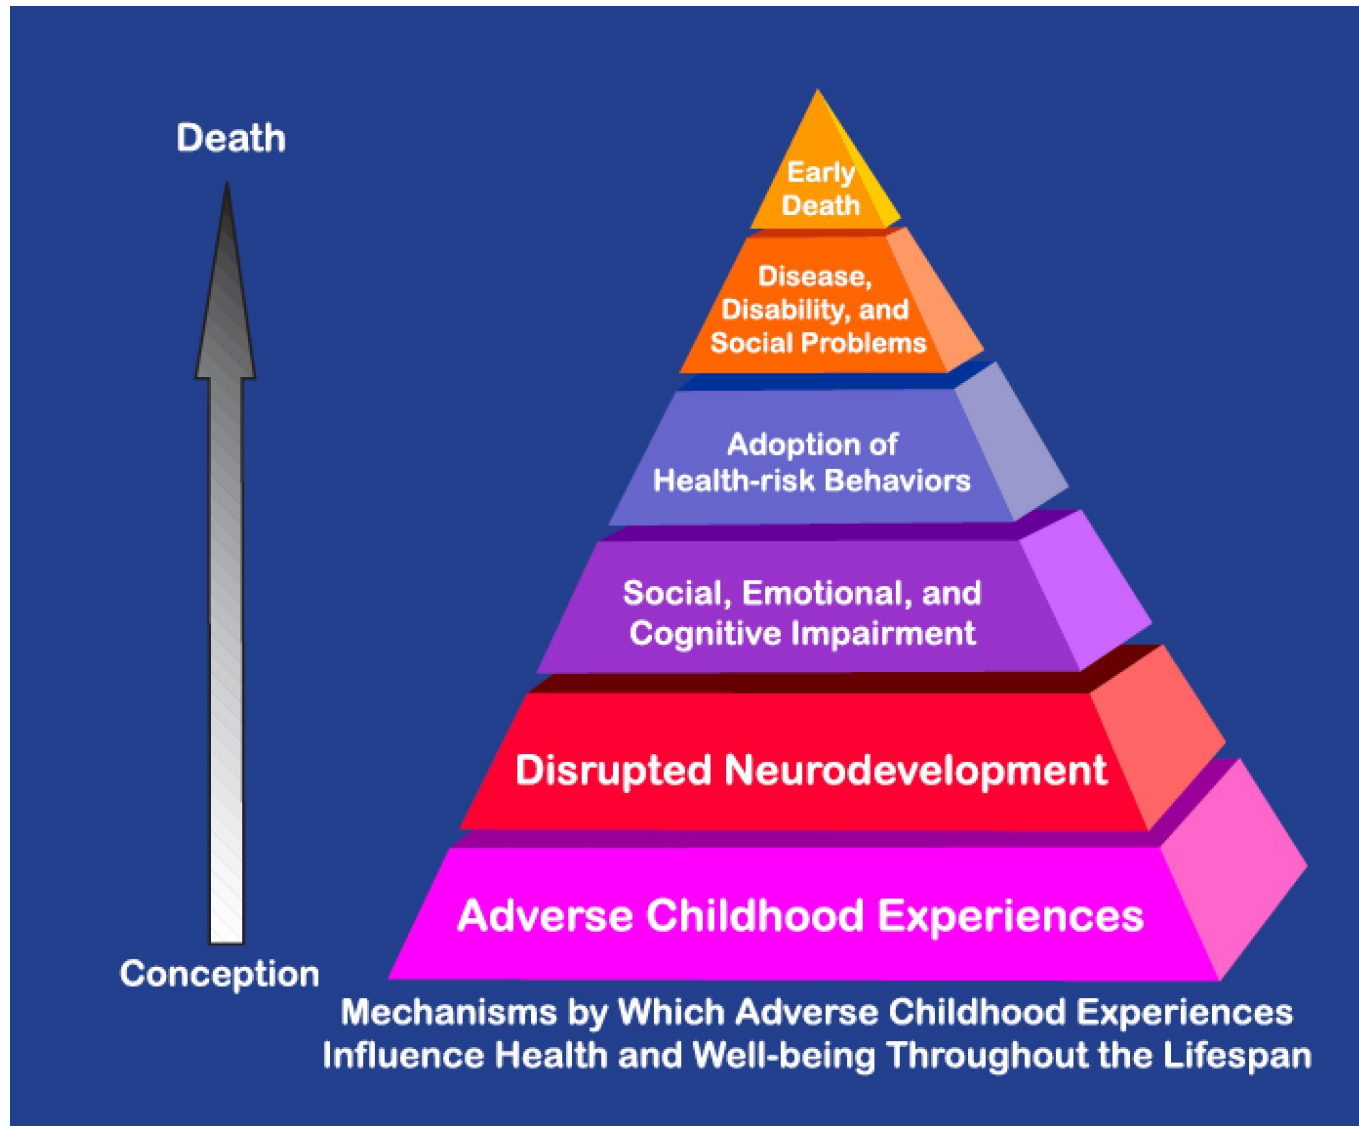 Death
Early
Death
Disease,
Disability, and
Social Problems
Adoption of
Health-risk Behaviors
Social, Emotional, and
Cognitive Impairment
Disrupted Neurodevelopment
Adverse Childhood Experiences
Conception
Mechanisms by Which Adverse Childhood Experiences
Influence Health and Well-being Throughout the Lifespan